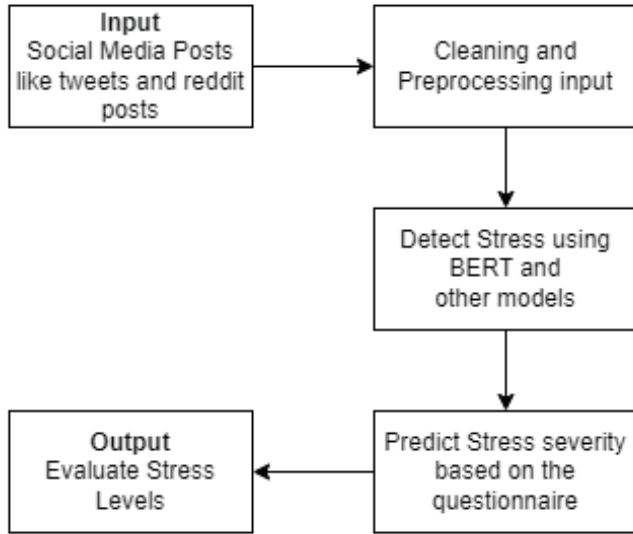 Input
Social Media Posts
like tweets and reddit
posts
Cleaning and
Preprocessing input
Detect Stress using
BERT and
other models
Predict Stress severity
based on the
questionnaire
Output
Evaluate Stress
Levels